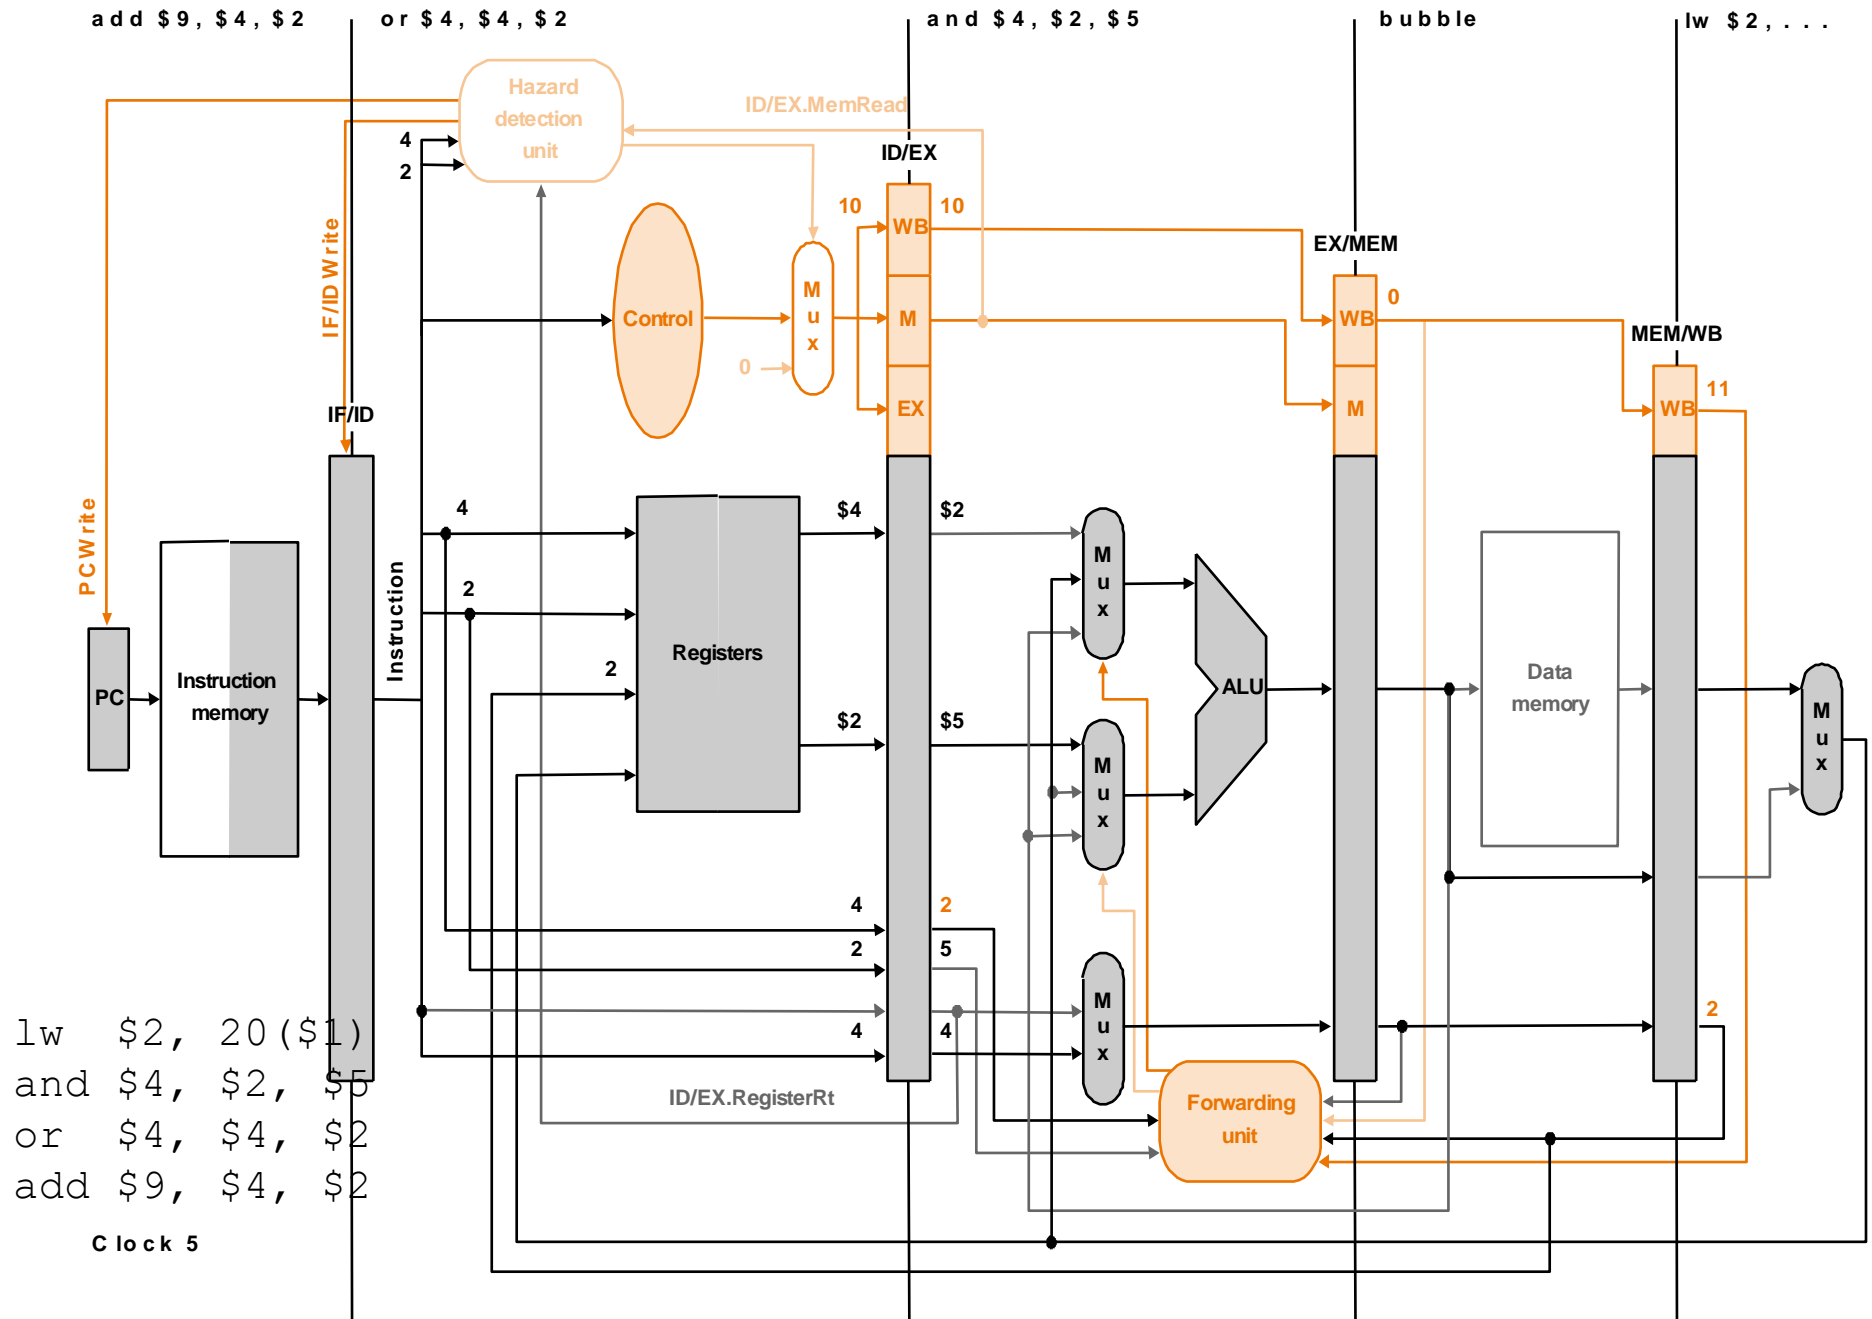 add $9, $4, $2
or $4, $4, $2
and $4, $2, $5
bubble
lw $2, . . .
Hazard
detection
unit
ID/EX.MemRead
4
2
ID/EX
10
10
WB
IF/ID Write
EX/MEM
M
u
x
Control
M
0
WB
0
MEM/WB
EX
M
WB
11
IF/ID
PCWrite
4
$4
$2
M
u
x
Instruction
2
Registers
2
PC
Instruction
memory
ALU
Data
memory
M
u
x
$2
$5
M
u
x
4
2
2
5
M
u
x
4
4
2
ID/EX.RegisterRt
Forwarding
unit
lw $2, 20($1)
and $4, $2, $5
or $4, $4, $2
add $9, $4, $2
Clock 5